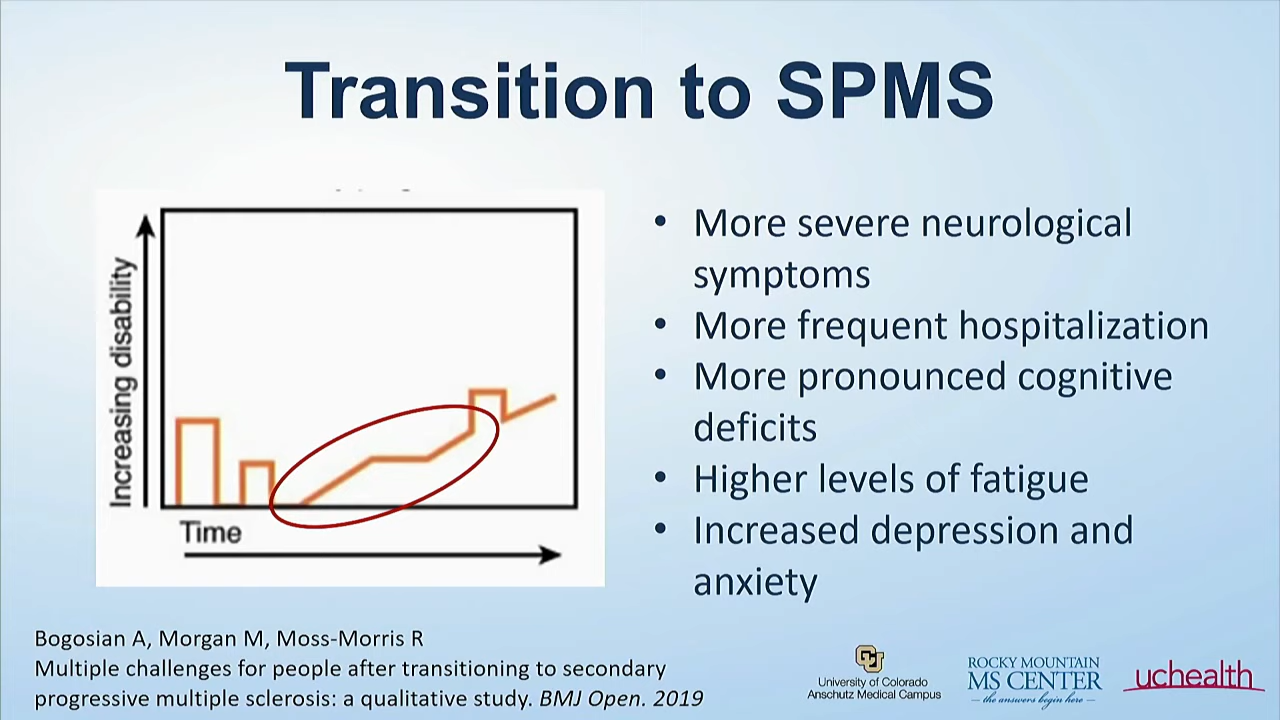 Transition to SPMS
Increasing disability
Time
• More severe neurological
symptoms
• More frequent hospitalization
• More pronounced cognitive
deficits
• Higher levels of fatigue
• Increased depression and
anxiety
Bogosian A, Morgan M, Moss-Morris R
Multiple challenges for people after transitioning to secondary
progressive multiple sclerosis: a qualitative study. BMJ Open. 2019
University of Colorado
Anschutz Medical Campus
ROCKY MOUNTAIN
MS CENTER
the answers begin here
uchealth